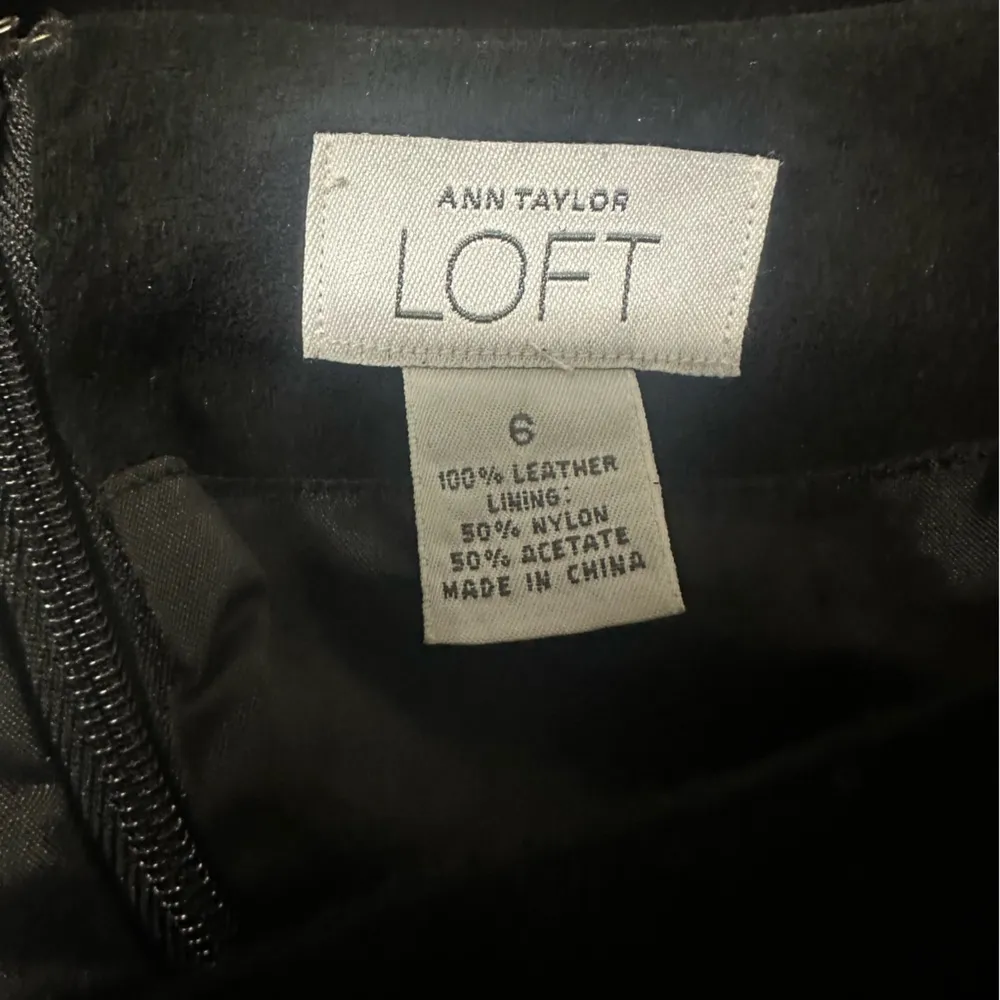 ANN TAYLOR
LOFT
6
100% LEATHER
LINING:
50% NYLON
50% ACETATE
MADE IN CHINA